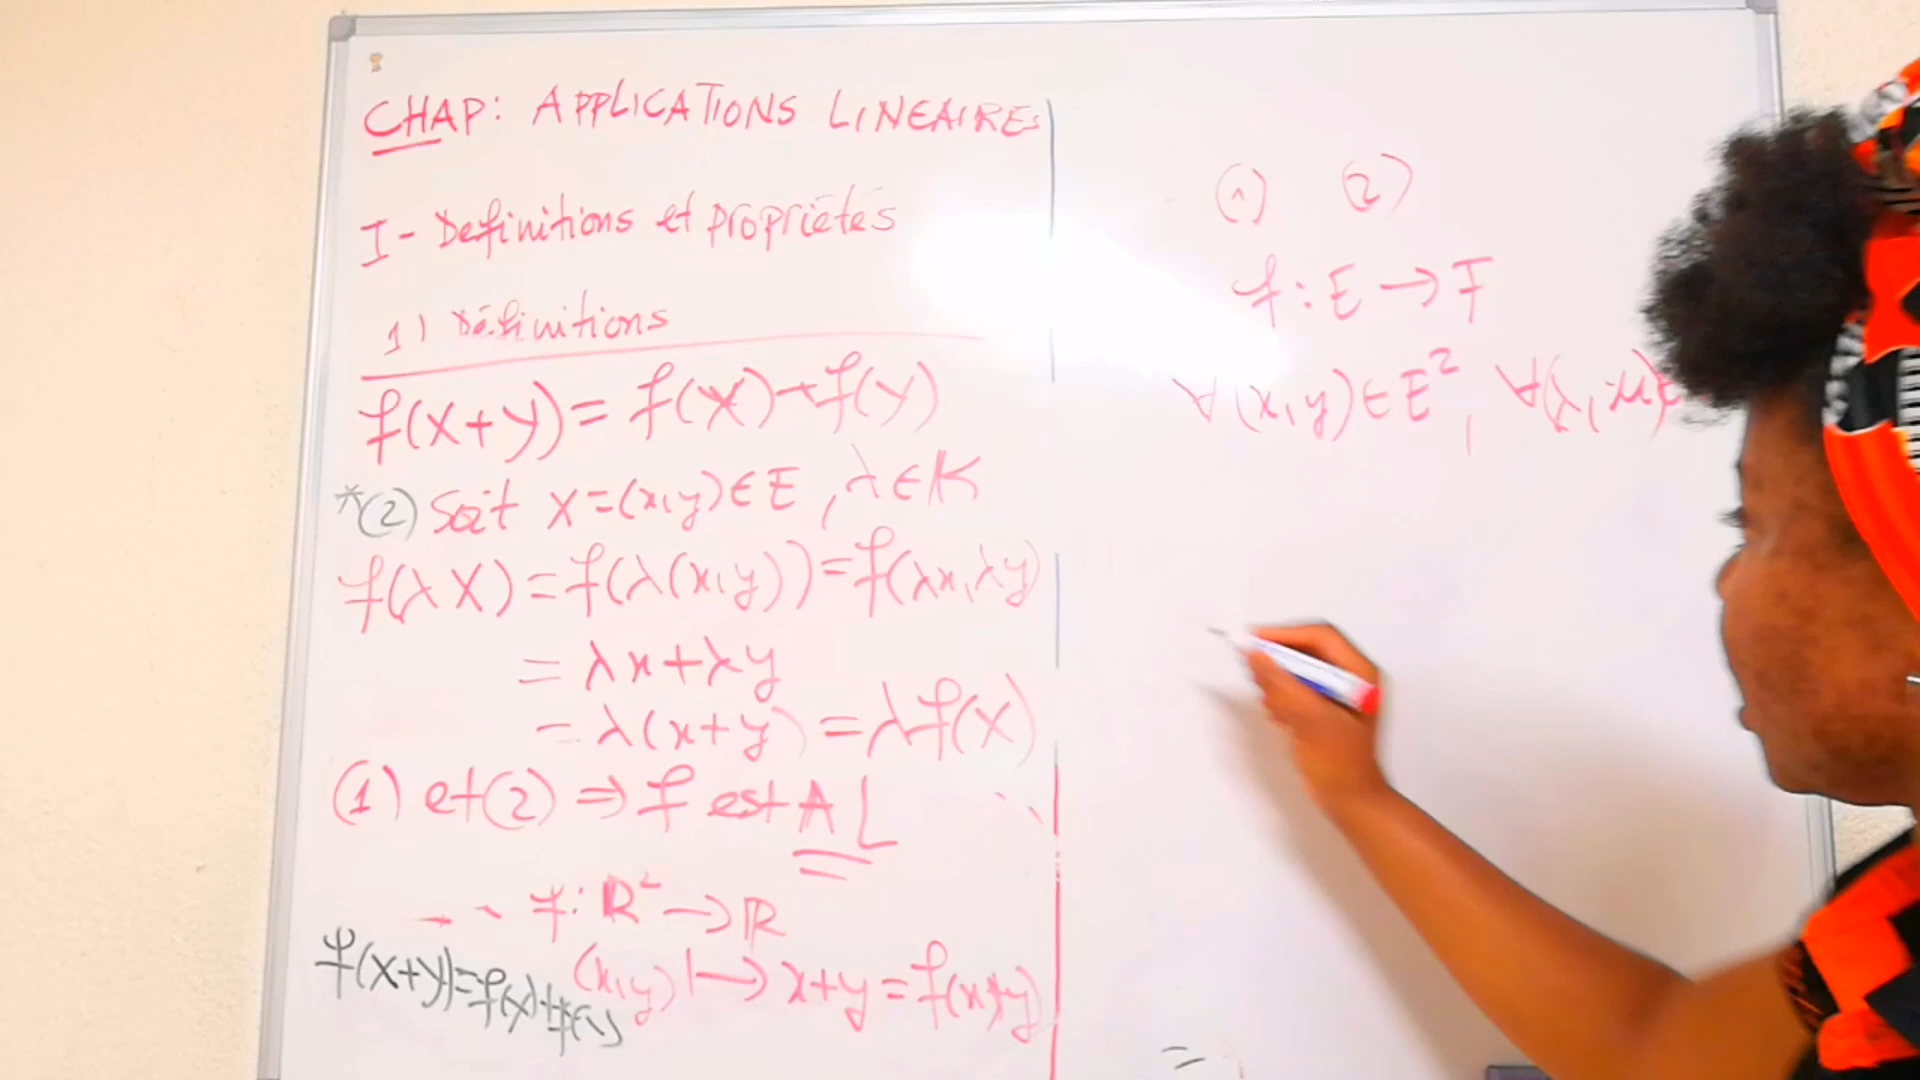 CHAP: APPLICATIONS LINEAIRES
I - Definitions et propriétés
1) Définitions
f(X+Y) = f(X)+f(Y)
*(2) Soit X=(x,y)∈E, λ∈K
f(λX) = f(λ(x,y)) = f(λx,λy)
= λx+λy
= λ(x+y) = λf(X)
(1) et (2) ⇒ f est AL
f: ℝ² → ℝ
(x,y) ↦ x+y = f(x,y)
f(X+Y)=f(X)+f(Y)
(1) (2)
f: E → F
∀(x,y)∈E², ∀(λ,μ)∈
=